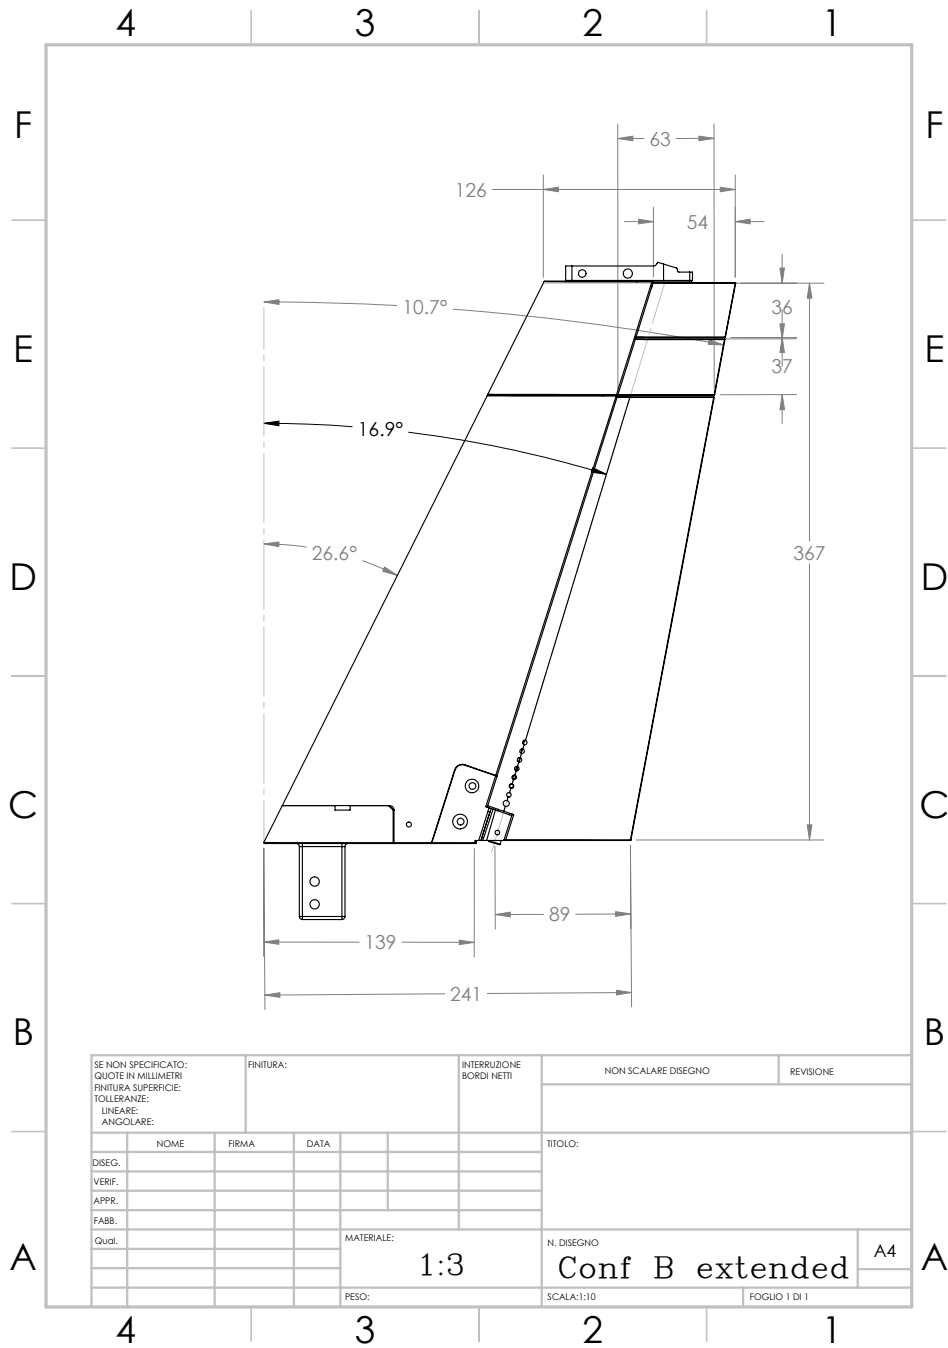 4 3 2 1
F F
63
126
54
10.7°
36
E E
37
16.9°
26.6°
367
D D
C C
89
139
241
B B
SE NON SPECIFICATO:
QUOTE IN MILLIMETRI
FINITURA SUPERFICIE:
TOLLERANZE:
LINEARE:
ANGOLARE:
FINITURA:
INTERRUZIONE
BORDI NETTI
NON SCALARE DISEGNO
REVISIONE
NOME FIRMA DATA
TITOLO:
DISEG.
VERIF.
APPR.
FABB.
Qual.
MATERIALE:
1:3
N. DISEGNO
Conf B extended
A4
A A
PESO:
SCALA:1:10
FOGLIO 1 DI 1
4 3 2 1